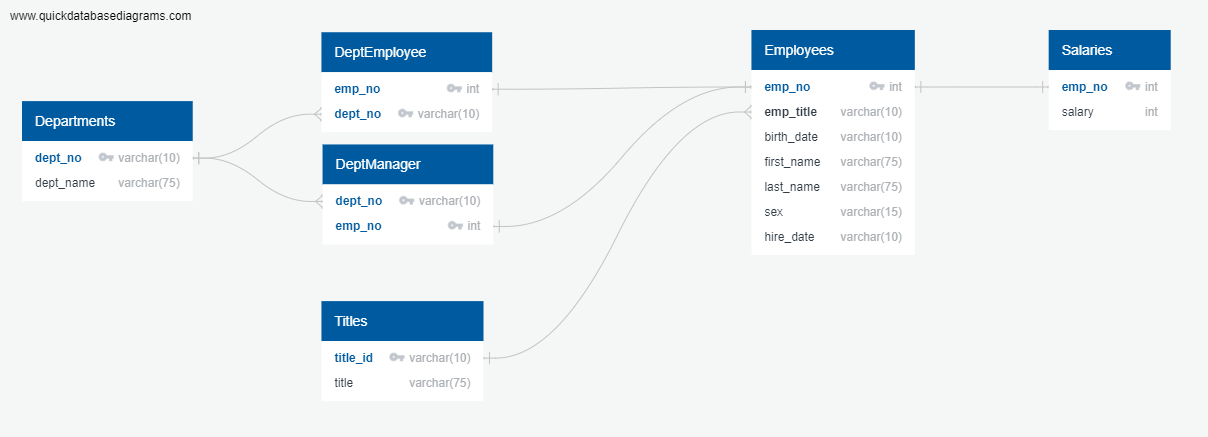 www.quickdatabasediagrams.com
Departments
dept_no varchar(10)
dept_name varchar(75)
DeptEmployee
emp_no int
dept_no varchar(10)
DeptManager
dept_no varchar(10)
emp_no int
Titles
title_id varchar(10)
title varchar(75)
Employees
emp_no int
emp_title varchar(10)
birth_date varchar(10)
first_name varchar(75)
last_name varchar(75)
sex varchar(15)
hire_date varchar(10)
Salaries
emp_no int
salary int